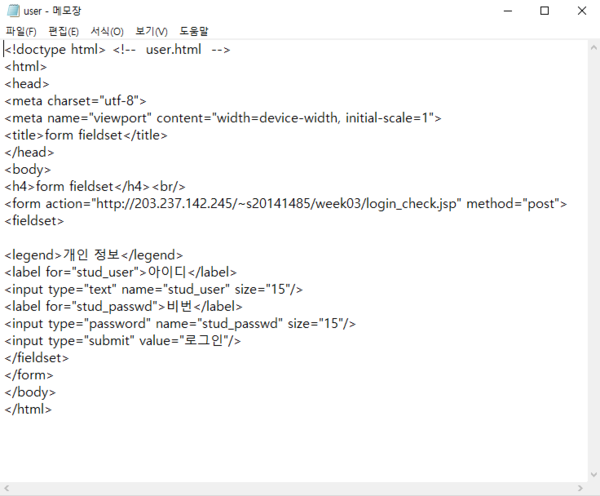 user - 메모장
파일(F) 편집(E) 서식(O) 보기(V) 도움말
<!doctype html> <!-- user.html -->
<html>
<head>
<meta charset="utf-8">
<meta name="viewport" content="width=device-width, initial-scale=1">
<title>form fieldset</title>
</head>
<body>
<h4>form fieldset</h4><br/>
<form action="http://203.237.142.245/~s20141485/week03/login_check.jsp" method="post">
<fieldset>
<legend>개인 정보</legend>
<label for="stud_user">아이디</label>
<input type="text" name="stud_user" size="15"/>
<label for="stud_passwd">비번</label>
<input type="password" name="stud_passwd" size="15"/>
<input type="submit" value="로그인"/>
</fieldset>
</form>
</body>
</html>